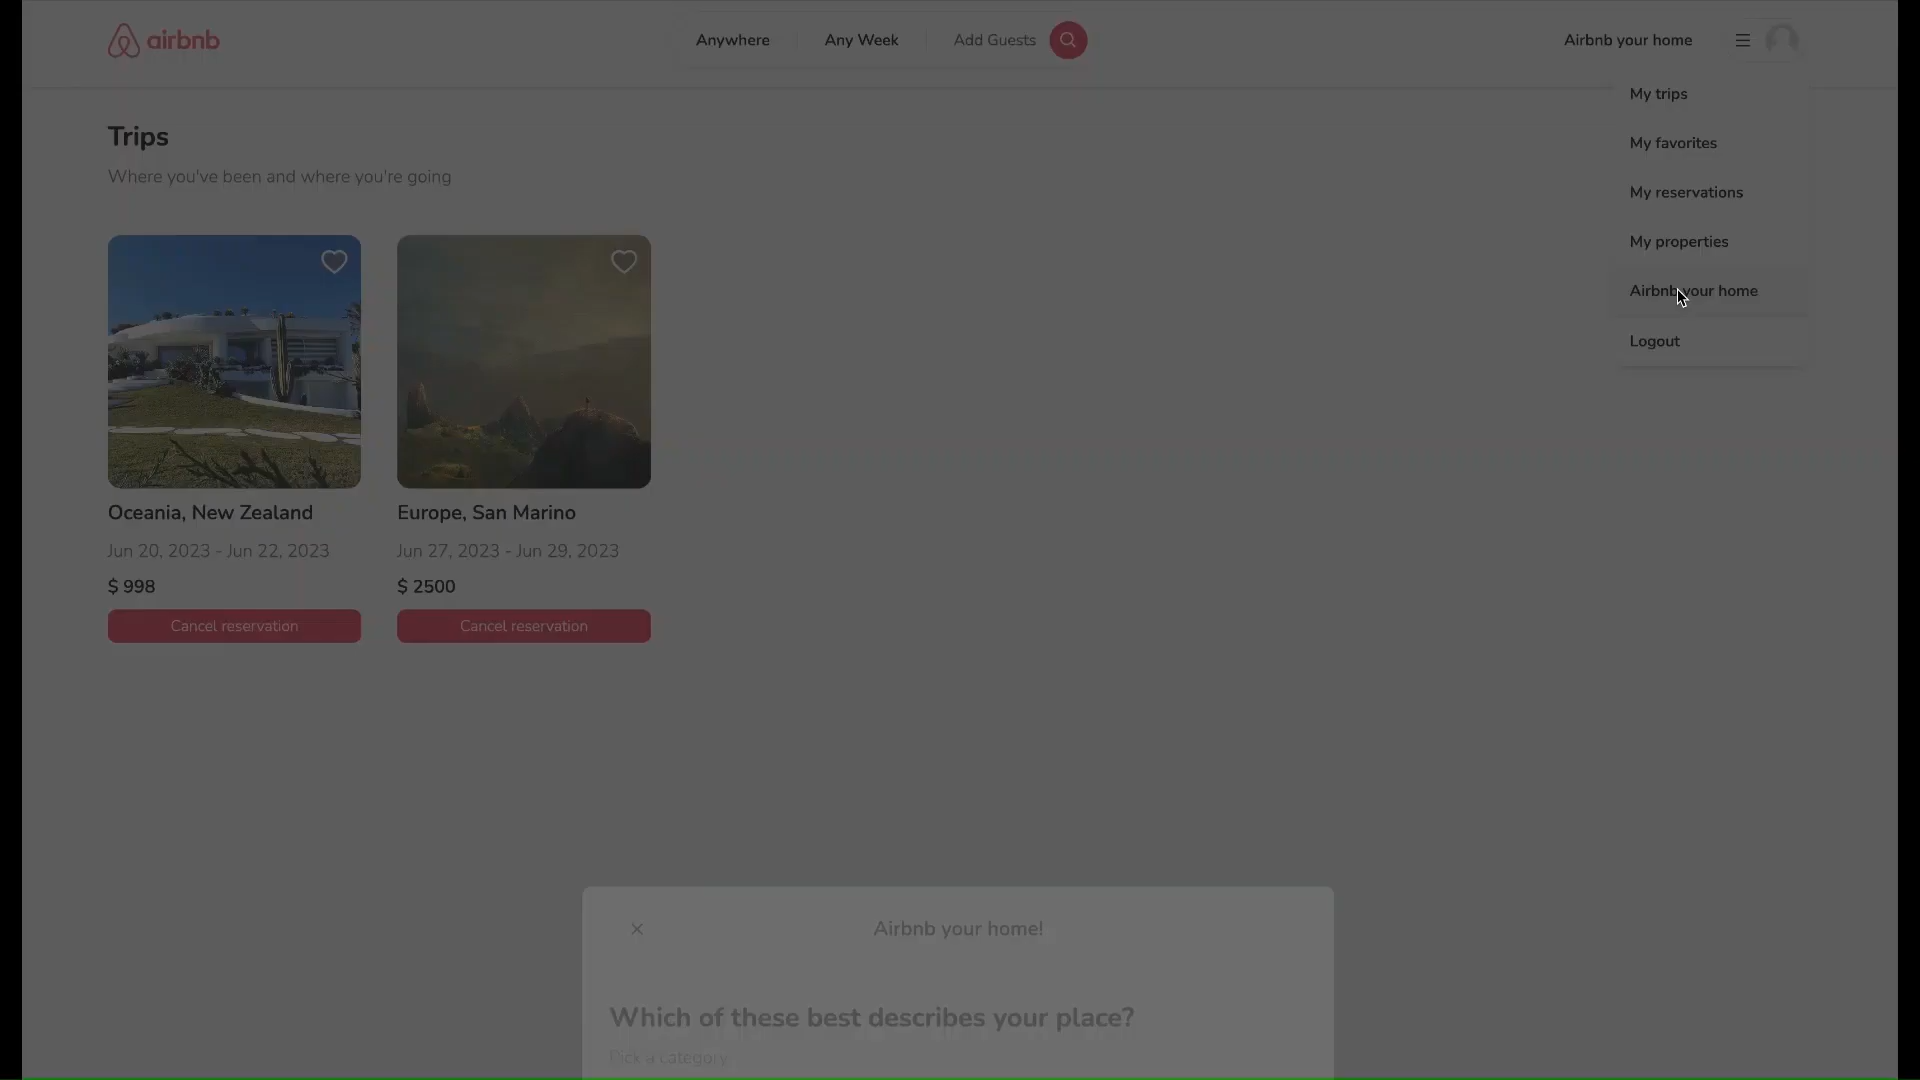 airbnb
Anywhere
Any Week
Add Guests
Airbnb your home
My trips
My favorites
My reservations
My properties
Airbnb your home
Logout
Trips
Where you've been and where you're going
Oceania, New Zealand
Jun 20, 2023 - Jun 22, 2023
$ 998
Cancel reservation
Europe, San Marino
Jun 27, 2023 - Jun 29, 2023
$ 2500
Cancel reservation
Airbnb your home!
Which of these best describes your place?
Pick a category